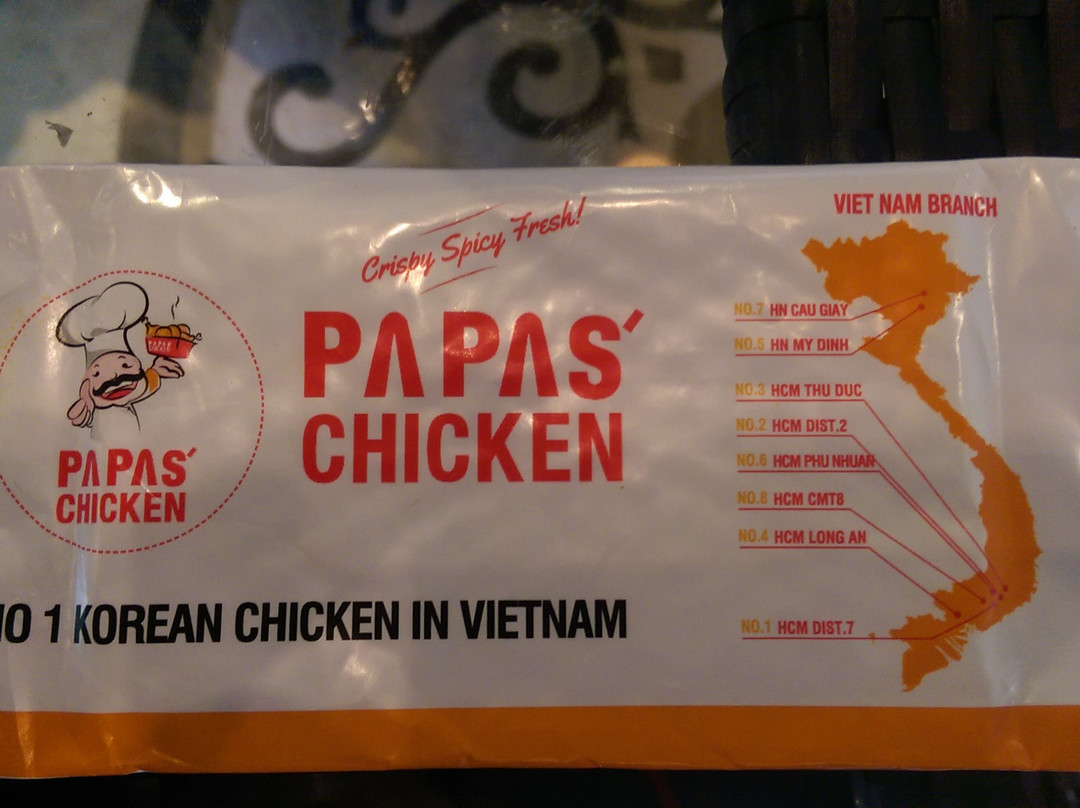 Crispy Spicy Fresh!
PAPAS'
CHICKEN
PAPAS'
CHICKEN
NO 1 KOREAN CHICKEN IN VIETNAM
VIET NAM BRANCH
NO.7 HN CAU GIAY
NO.5 HN MY DINH
NO.3 HCM THU DUC
NO.2 HCM DIST.2
NO.6 HCM PHU NHUAN
NO.8 HCM CMT8
NO.4 HCM LONG AN
NO.1 HCM DIST.7